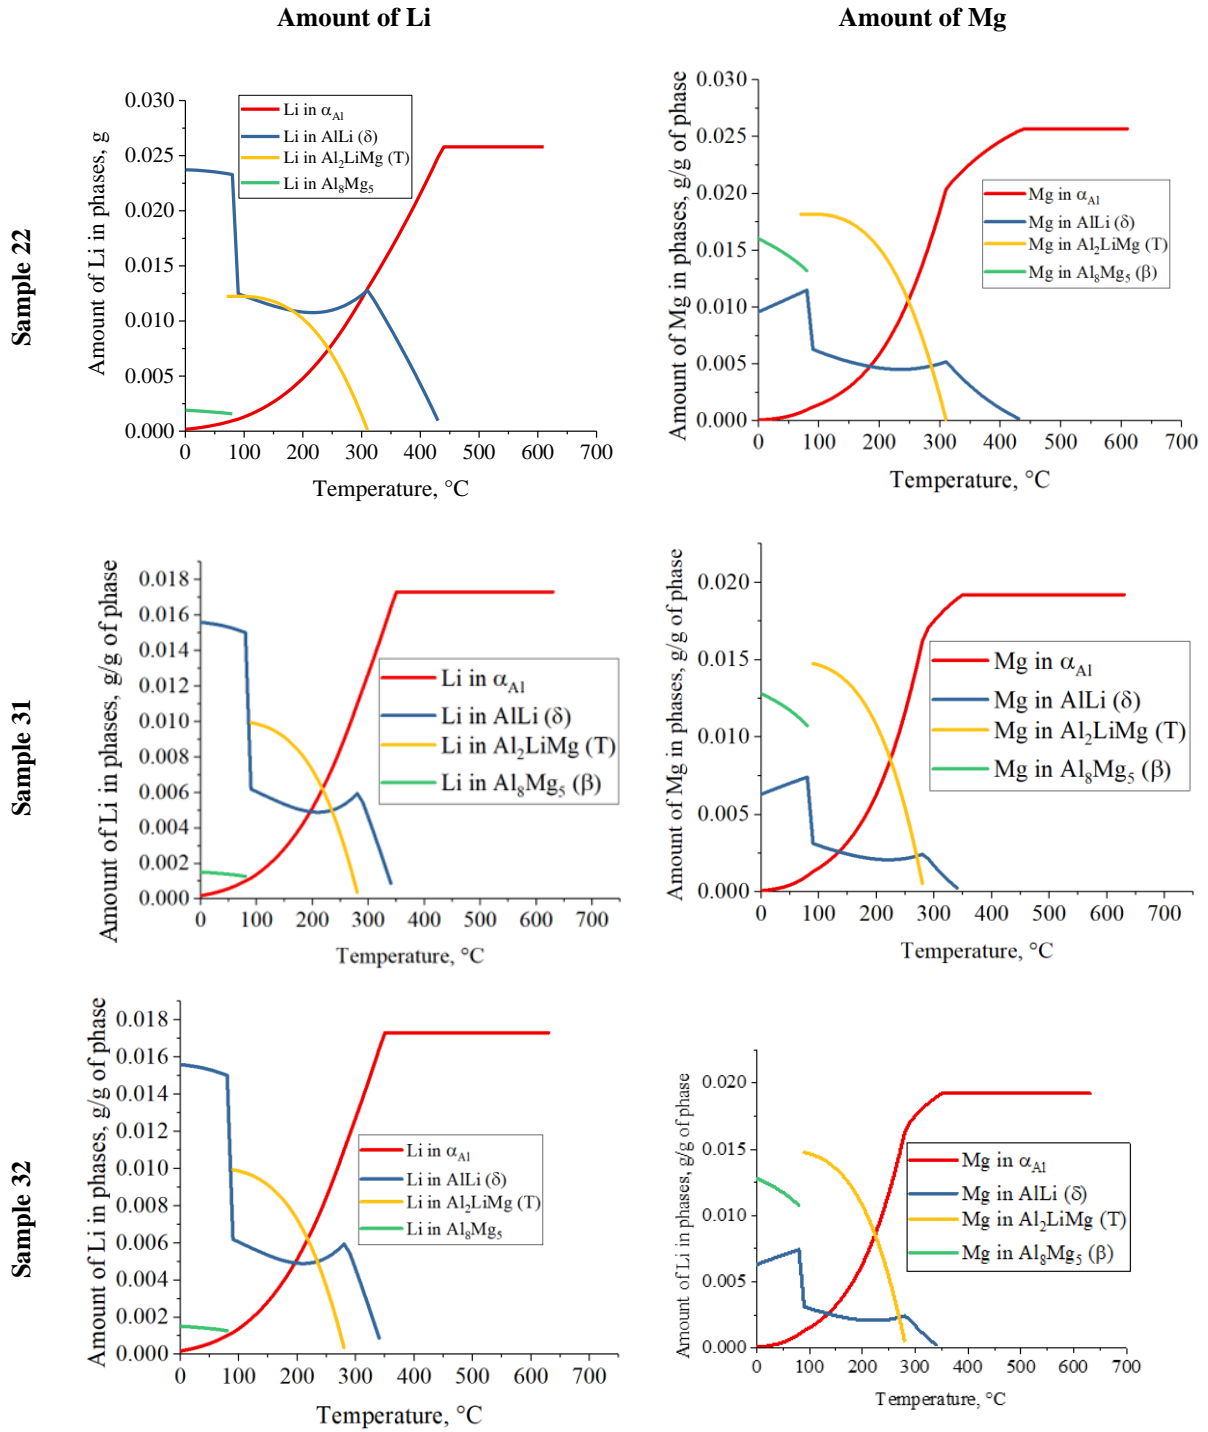 Amount of Li
Amount of Mg
Sample 22
Amount of Li in phases, g
0.030
0.025
0.020
0.015
0.010
0.005
0.000
Li in αAl
Li in AlLi (δ)
Li in Al2LiMg (T)
Li in Al8Mg5
0 100 200 300 400 500 600 700
Temperature, °C
Amount of Mg in phases, g/g of phase
0.030
0.025
0.020
0.015
0.010
0.005
0.000
Mg in αAl
Mg in AlLi (δ)
Mg in Al2LiMg (T)
Mg in Al8Mg5 (β)
0 100 200 300 400 500 600 700
Temperature, °C
Sample 31
Amount of Li in phases, g/g of phase
0.018
0.016
0.014
0.012
0.010
0.008
0.006
0.004
0.002
0.000
Li in αAl
Li in AlLi (δ)
Li in Al2LiMg (T)
Li in Al8Mg5 (β)
0 100 200 300 400 500 600 700
Temperature, °C
Amount of Mg in phases, g/g of phase
0.020
0.015
0.010
0.005
0.000
Mg in αAl
Mg in AlLi (δ)
Mg in Al2LiMg (T)
Mg in Al8Mg5 (β)
0 100 200 300 400 500 600 700
Temperature, °C
Sample 32
Amount of Li in phases, g/g of phase
0.018
0.016
0.014
0.012
0.010
0.008
0.006
0.004
0.002
0.000
Li in αAl
Li in AlLi (δ)
Li in Al2LiMg (T)
Li in Al8Mg5
0 100 200 300 400 500 600 700
Temperature, °C
Amount of Li in phases, g/g of phase
0.020
0.015
0.010
0.005
0.000
Mg in αAl
Mg in AlLi (δ)
Mg in Al2LiMg (T)
Mg in Al8Mg5 (β)
0 100 200 300 400 500 600 700
Temperature, °C